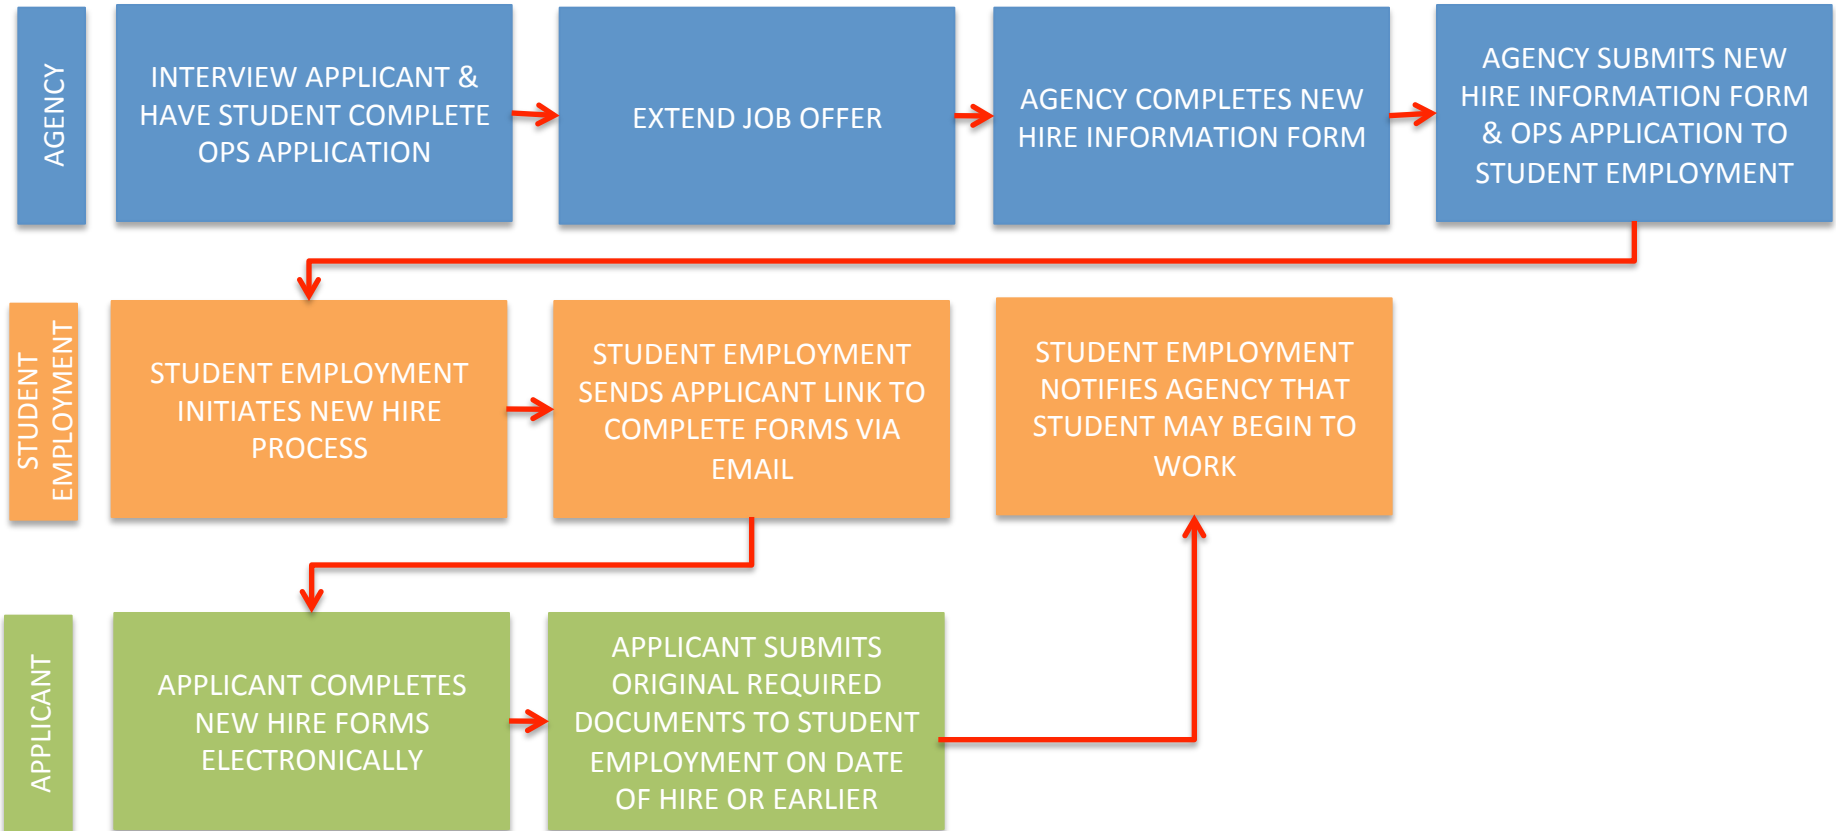 AGENCY
INTERVIEW APPLICANT &
HAVE STUDENT COMPLETE
OPS APPLICATION
EXTEND JOB OFFER
AGENCY COMPLETES NEW
HIRE INFORMATION FORM
AGENCY SUBMITS NEW
HIRE INFORMATION FORM
& OPS APPLICATION TO
STUDENT EMPLOYMENT
STUDENT
EMPLOYMENT
STUDENT EMPLOYMENT
INITIATES NEW HIRE
PROCESS
STUDENT EMPLOYMENT
SENDS APPLICANT LINK TO
COMPLETE FORMS VIA
EMAIL
STUDENT EMPLOYMENT
NOTIFIES AGENCY THAT
STUDENT MAY BEGIN TO
WORK
APPLICANT
APPLICANT COMPLETES
NEW HIRE FORMS
ELECTRONICALLY
APPLICANT SUBMITS
ORIGINAL REQUIRED
DOCUMENTS TO STUDENT
EMPLOYMENT ON DATE
OF HIRE OR EARLIER